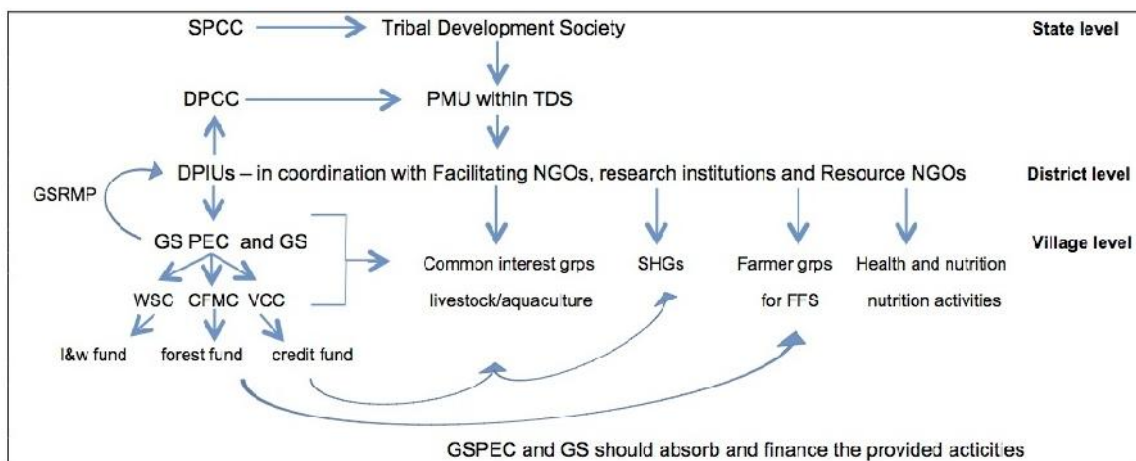 SPCC Tribal Development Society State level
DPCC PMU within TDS
DPIUs – in coordination with Facilitating NGOs, research institutions and Resource NGOs District level
GSRMP
GS PEC and GS Village level
Common interest grps SHGs Farmer grps Health and nutrition
WSC CFMC VCC livestock/aquaculture for FFS nutrition activities
l&w fund forest fund credit fund
GSPEC and GS should absorb and finance the provided acticities